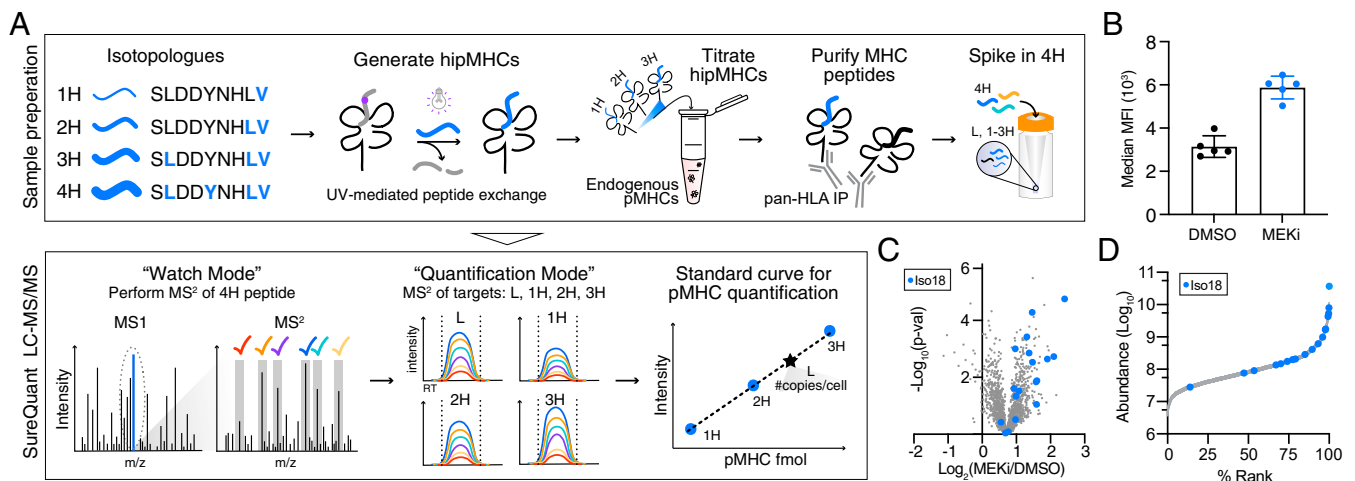 A
Sample preperation
Isotopologues
1H SLDDYNHLV
2H SLDDYNHLV
3H SLDDYNHLV
4H SLDDYNHLV
Generate hipMHCs
UV-mediated peptide exchange
Titrate
hipMHCs
1H
2H
3H
Endogenous
pMHCs
Purify MHC
peptides
pan-HLA IP
Spike in 4H
4H
L, 1-3H
SureQuant LC-MS/MS
“Watch Mode”
Perform MS² of 4H peptide
MS1
MS²
Intensity
m/z
m/z
“Quantification Mode”
MS² of targets: L, 1H, 2H, 3H
L
1H
intensity
RT
2H
3H
Standard curve for
pMHC quantification
Intensity
3H
L
#copies/cell
2H
1H
pMHC fmol
B
Median MFI (10³)
8
6
4
2
0
DMSO
MEKi
C
Iso18
-Log₁₀(p-val)
6
4
2
-2
-1
0
1
2
3
Log₂(MEKi/DMSO)
D
Iso18
Abundance (Log₁₀)
11
10
9
8
7
6
0
25
50
75
100
% Rank